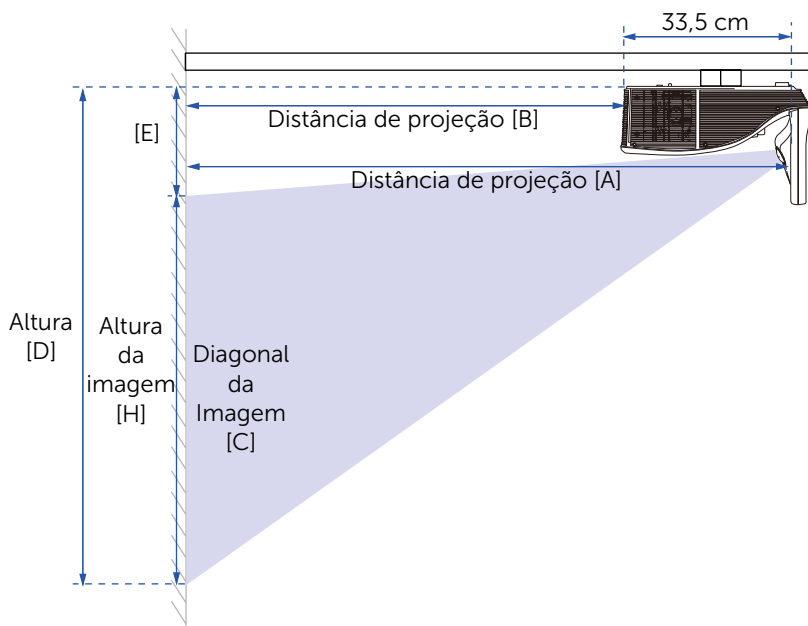 33,5 cm
Distância de projeção [B]
[E]
Distância de projeção [A]
Altura
[D]
Altura
da
imagem
[H]
Diagonal
da
Imagem
[C]